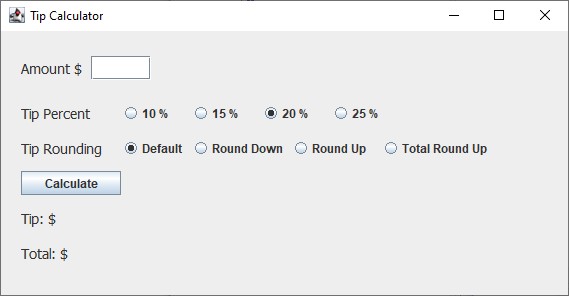 Tip Calculator
Amount $
Tip Percent 10 % 15 % 20 % 25 %
Tip Rounding Default Round Down Round Up Total Round Up
Calculate
Tip: $
Total: $